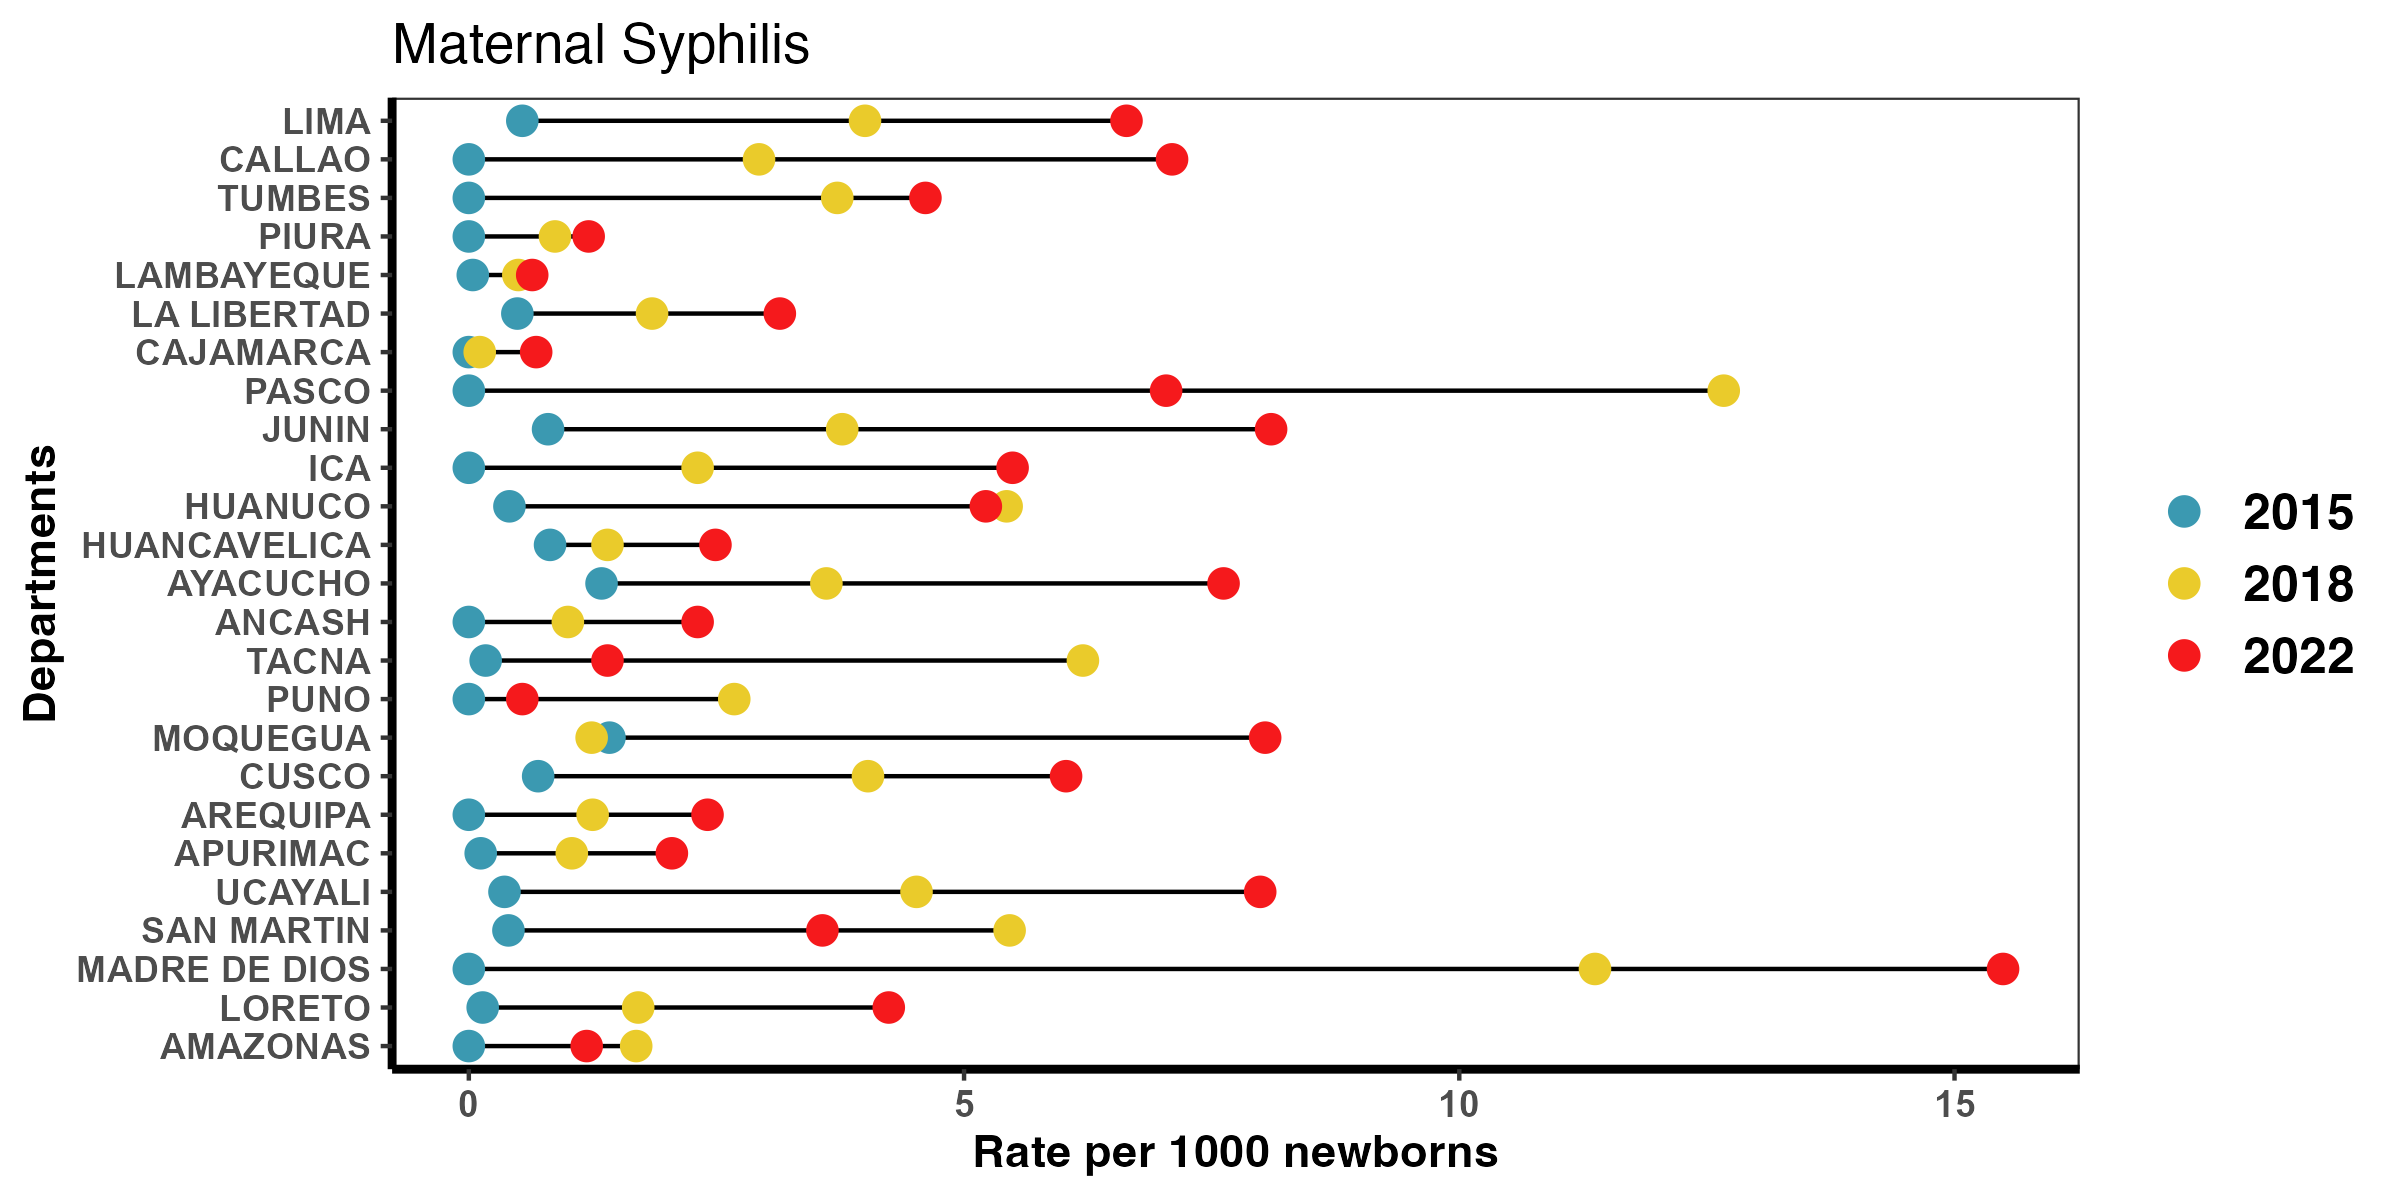 Maternal Syphilis
LIMA
CALLAO
TUMBES
PIURA
LAMBAYEQUE
LA LIBERTAD
CAJAMARCA
PASCO
JUNIN
ICA
HUANUCO
HUANCAVELICA
AYACUCHO
ANCASH
TACNA
PUNO
MOQUEGUA
CUSCO
AREQUIPA
APURIMAC
UCAYALI
SAN MARTIN
MADRE DE DIOS
LORETO
AMAZONAS
Departments
0 5 10 15
Rate per 1000 newborns
2015
2018
2022